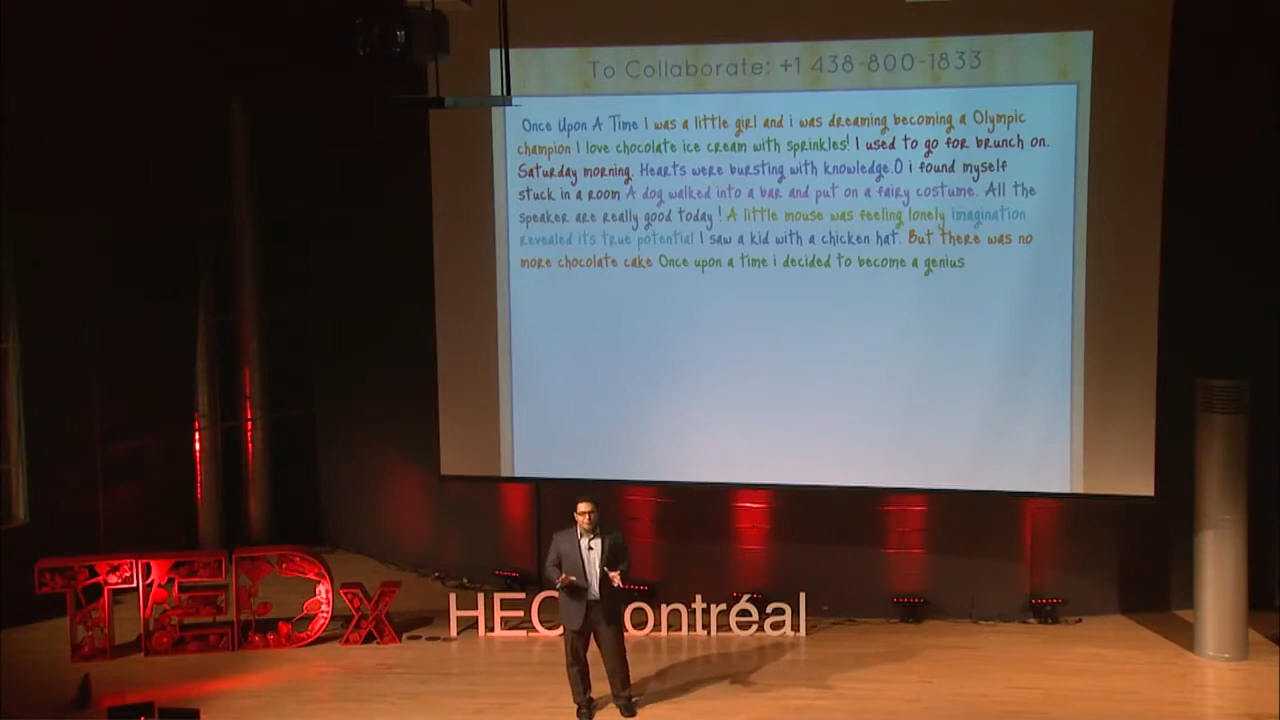 To Collaborate: +1 438-800-1833
Once Upon A Time I was a little girl and i was dreaming becoming a Olympic
champion I love chocolate ice cream with sprinkles! I used to go for brunch on.
Saturday morning. Hearts were bursting with knowledge.O i found myself
stuck in a room A dog walked into a bar and put on a fairy costume. All the
speaker are really good today! A little mouse was feeling lonely imagination
revealed its true potential I saw a kid with a chicken hat. But there was no
more chocolate cake Once upon a time i decided to become a genius
TEDx HEC Montréal